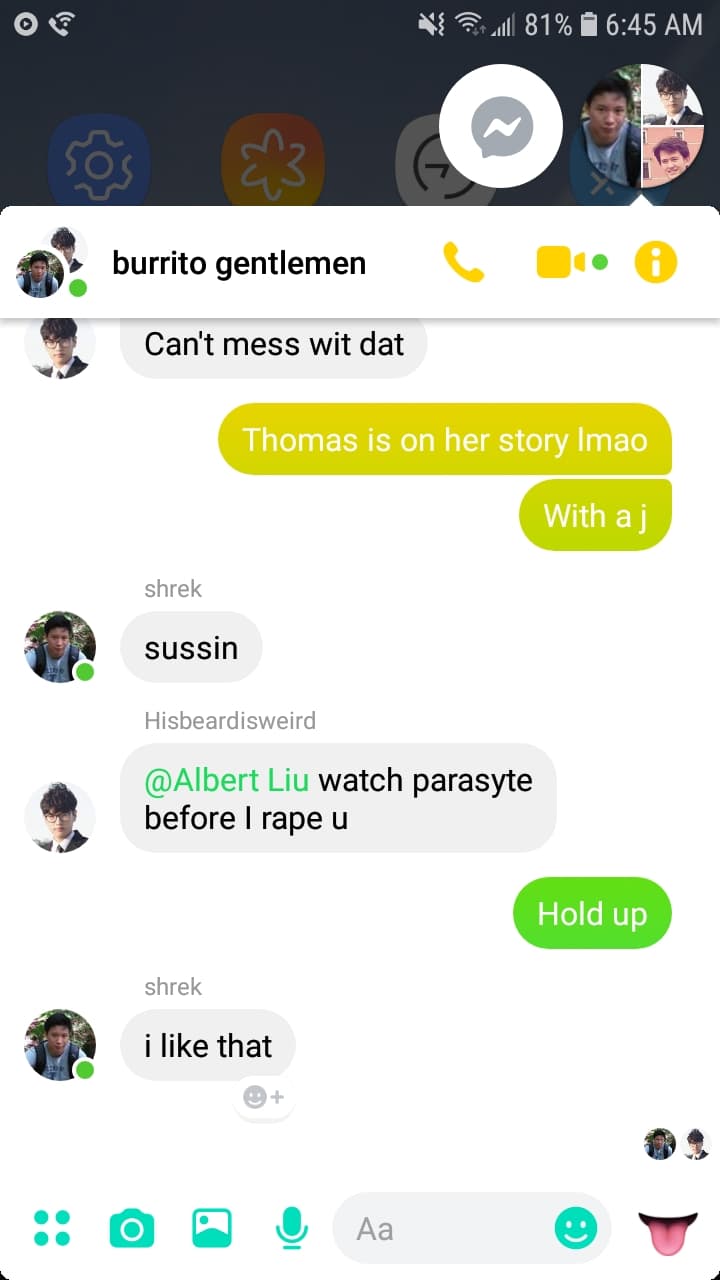 81% 6:45 AM
burrito gentlemen
Can't mess wit dat
Thomas is on her story lmao
With a j
shrek
sussin
Hisbeardisweird
@Albert Liu watch parasyte
before I rape u
Hold up
shrek
i like that
Aa